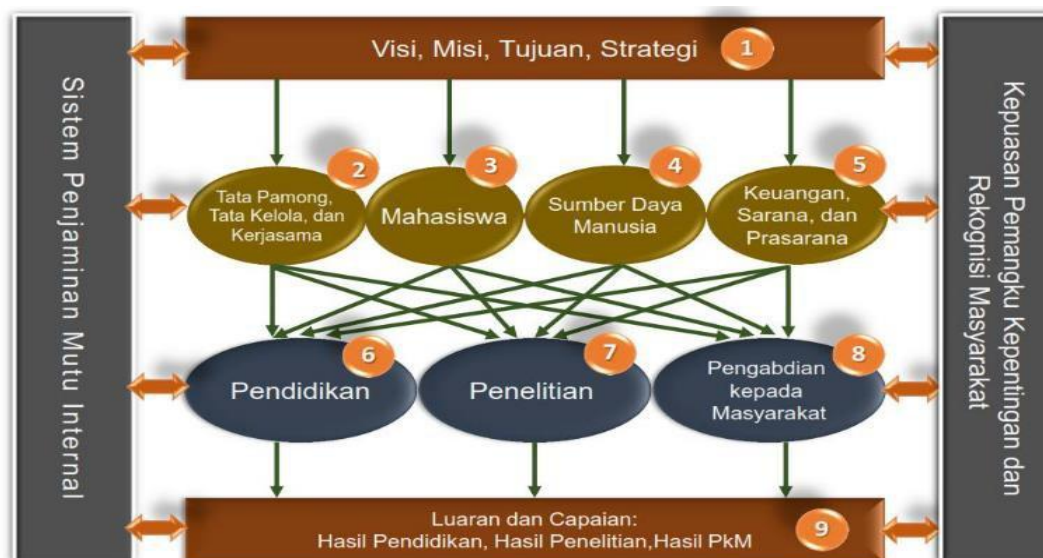 Visi, Misi, Tujuan, Strategi
1
Sistem Penjaminan Mutu Internal
Kepuasan Pemangku Kepentingan dan
Rekognisi Masyarakat
2
Tata Pamong,
Tata Kelola, dan
Kerjasama
3
Mahasiswa
4
Sumber Daya
Manusia
5
Keuangan,
Sarana, dan
Prasarana
6
Pendidikan
7
Penelitian
8
Pengabdian
kepada
Masyarakat
Luaran dan Capaian:
Hasil Pendidikan, Hasil Penelitian,Hasil PkM
9